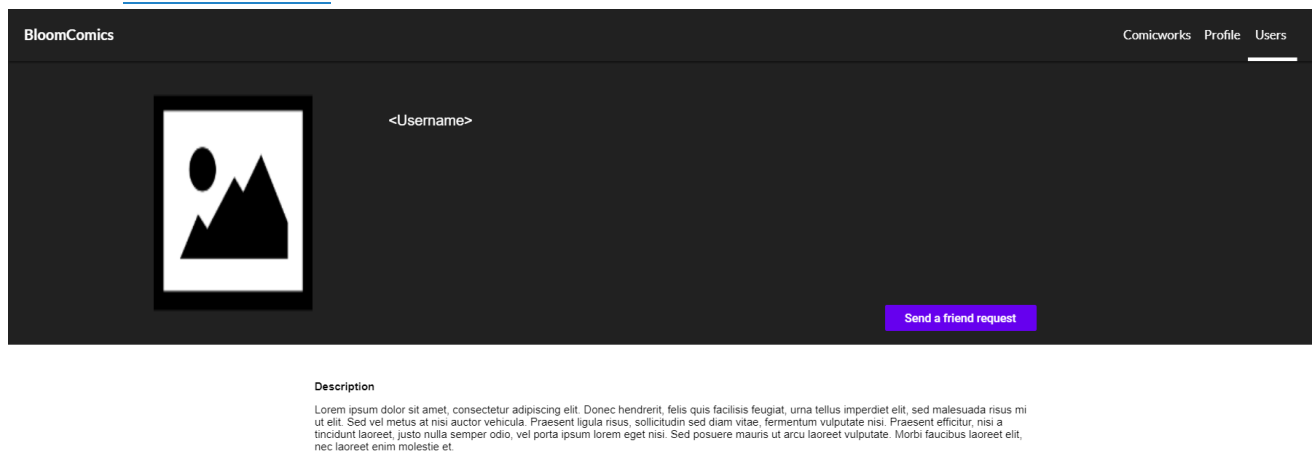 BloomComics
Comicworks Profile Users
<Username>
Send a friend request
Description
Lorem ipsum dolor sit amet, consectetur adipiscing elit. Donec hendrerit, felis quis facilisis feugiat, urna tellus imperdiet elit, sed malesuada risus mi
ut elit. Sed vel metus at nisi auctor vehicula. Praesent ligula risus, sollicitudin sed diam vitae, fermentum vulputate nisi. Praesent efficitur, nisi a
tincidunt laoreet, justo nulla semper odio, vel porta ipsum lorem eget nisi. Sed posuere mauris ut arcu laoreet vulputate. Morbi faucibus laoreet elit,
nec laoreet enim molestie et.